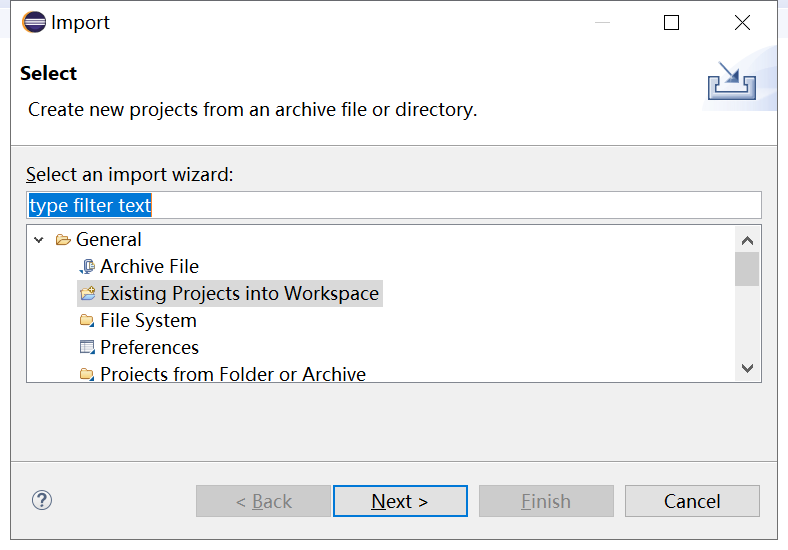 Import
Select
Create new projects from an archive file or directory.
Select an import wizard:
type filter text
General
Archive File
Existing Projects into Workspace
File System
Preferences
Projects from Folder or Archive
?
< Back
Next >
Finish
Cancel